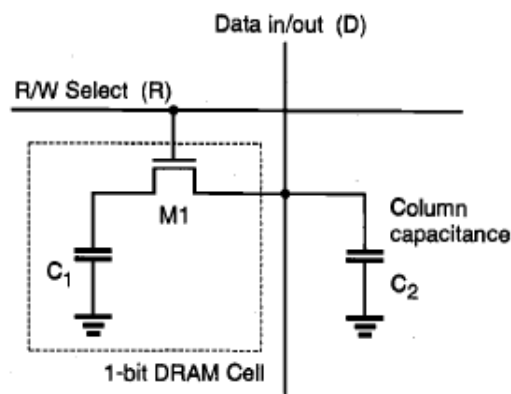 Data in/out (D)
R/W Select (R)
M1
Column
capacitance
C1
C2
1-bit DRAM Cell